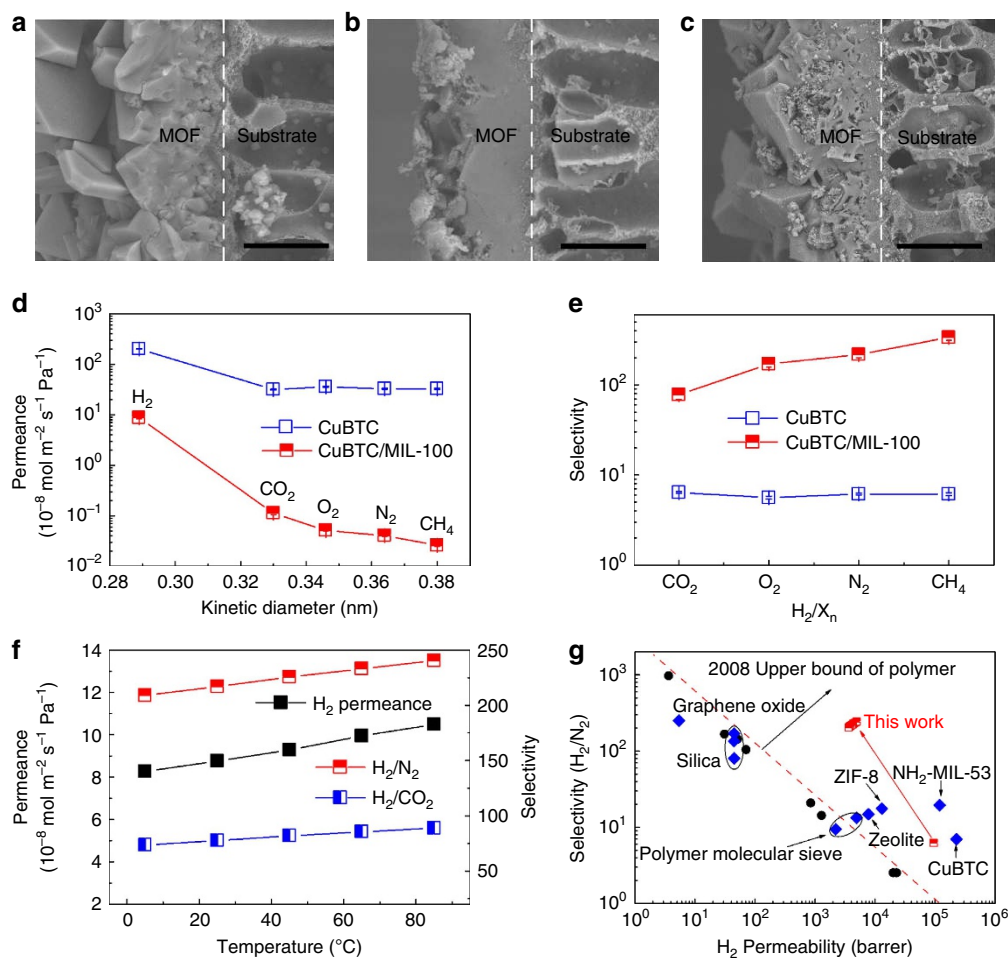 a
b
c
MOF
Substrate
MOF
Substrate
MOF
Substrate
d
Permeance
(10⁻⁸ mol m⁻² s⁻¹ Pa⁻¹)
10³
10²
10¹
10⁰
10⁻¹
10⁻²
H₂
CuBTC
CuBTC/MIL-100
CO₂
O₂
N₂
CH₄
0.28 0.30 0.32 0.34 0.36 0.38
Kinetic diameter (nm)
e
Selectivity
10²
10¹
10⁰
CuBTC
CuBTC/MIL-100
CO₂ O₂ N₂ CH₄
H₂/Xₙ
f
Permeance
(10⁻⁸ mol m⁻² s⁻¹ Pa⁻¹)
14
12
10
8
6
4
2
H₂ permeance
H₂/N₂
H₂/CO₂
250
200
150
100
50
Selectivity
0 20 40 60 80
Temperature (°C)
g
Selectivity (H₂/N₂)
10³
10²
10¹
10⁰
2008 Upper bound of polymer
Graphene oxide
This work
Silica
ZIF-8
NH₂-MIL-53
Zeolite
Polymer molecular sieve
CuBTC
10⁰ 10¹ 10² 10³ 10⁴ 10⁵ 10⁶
H₂ Permeability (barrer)